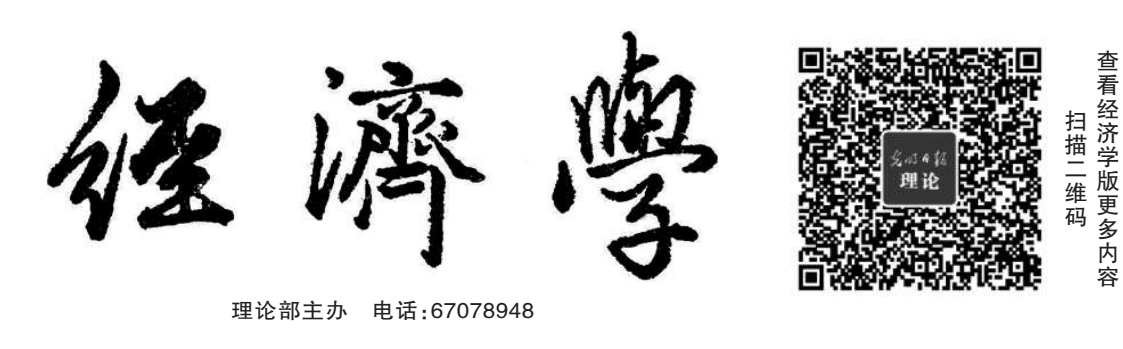 經濟學
理论部主办 电话:67078948
光明日报
理论
扫描二维码
查看经济学版更多内容